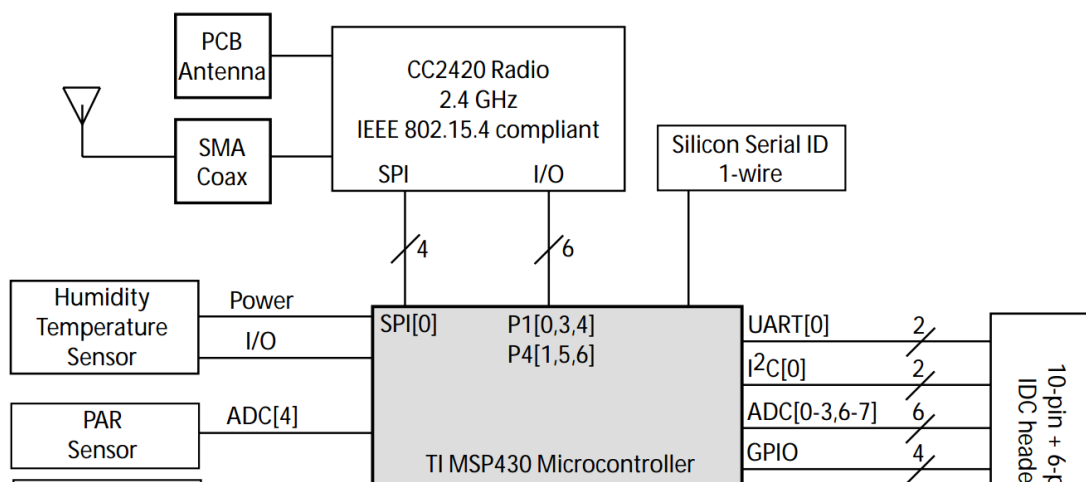 PCB
Antenna
CC2420 Radio
2.4 GHz
IEEE 802.15.4 compliant
SPI
I/O
SMA
Coax
Silicon Serial ID
1-wire
4
6
Humidity
Temperature
Sensor
Power
I/O
SPI[0]
P1[0,3,4]
P4[1,5,6]
UART[0]
2
I²C[0]
2
ADC[0-3,6-7]
6
GPIO
4
PAR
Sensor
ADC[4]
TI MSP430 Microcontroller
10-pin + 6-p
IDC heade